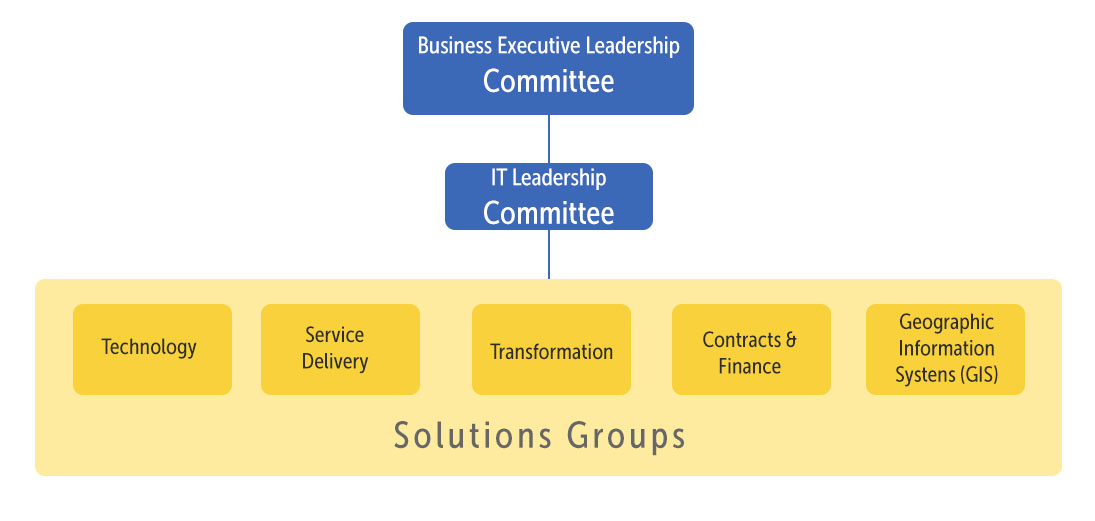 Business Executive Leadership
Committee
IT Leadership
Committee
Technology
Service
Delivery
Transformation
Contracts &
Finance
Geographic
Information
Systens (GIS)
Solutions Groups